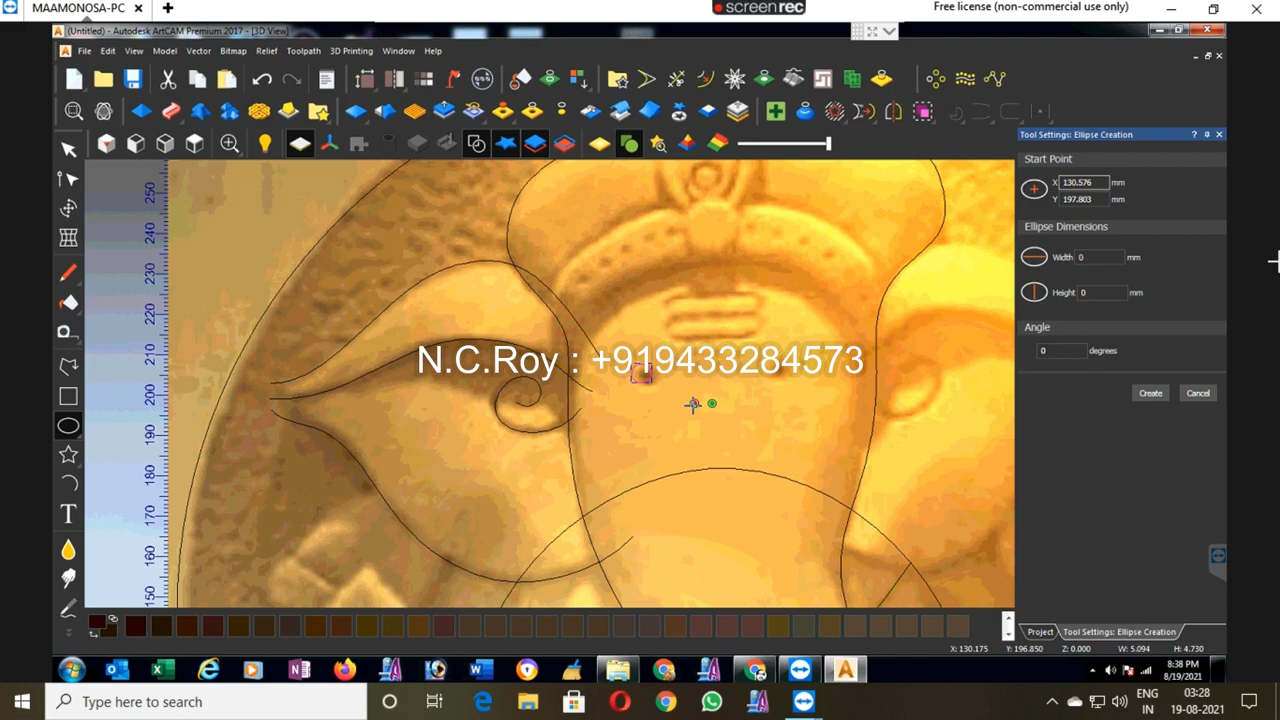 MAAMONOSA-PC
screenrec
Free license (non-commercial use only)
(Untitled) - Autodesk ArtCAM Premium 2017 - [3D View]
File Edit View Model Vector Bitmap Relief Toolpath 3D Printing Window Help
Tool Settings: Ellipse Creation
Start Point
X 130.576 mm
Y 197.803 mm
Ellipse Dimensions
Width 0 mm
Height 0 mm
Angle
0 degrees
Create Cancel
250
240
230
220
210
200
190
180
170
160
150
N.C.Roy : +919433284573
Project Tool Settings: Ellipse Creation
X: 130.175 Y: 196.850 Z: 0.000 W: 5.094 H: 4.730
8:38 PM
8/19/2021
Type here to search
ENG
IN
03:28
19-08-2021